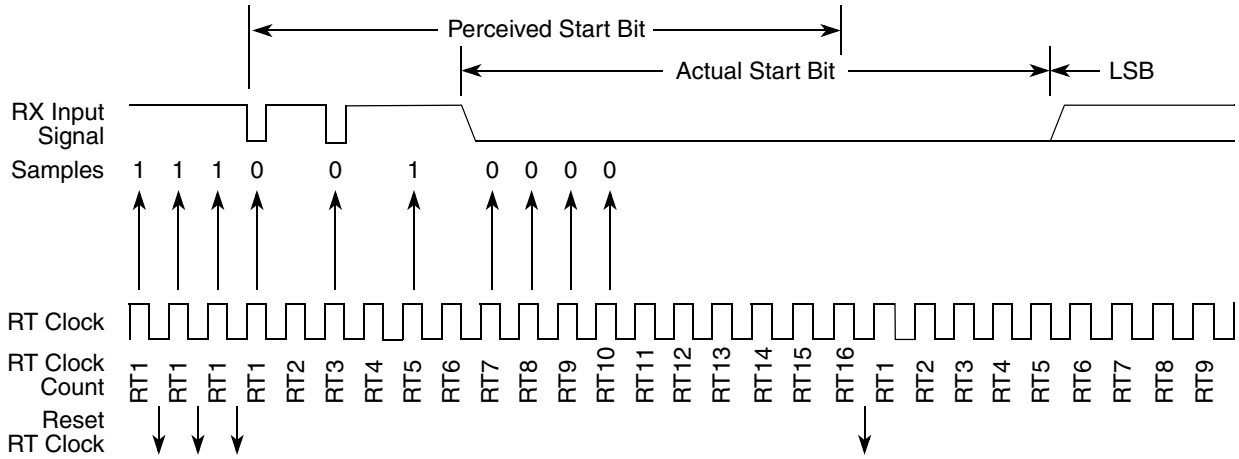 Perceived Start Bit
Actual Start Bit
LSB
RX Input
Signal
Samples 1 1 1 0 0 1 0 0 0 0
RT Clock
RT Clock
Count
RT1 RT1 RT1 RT1 RT2 RT3 RT4 RT5 RT6 RT7 RT8 RT9 RT10 RT11 RT12 RT13 RT14 RT15 RT16 RT1 RT2 RT3 RT4 RT5 RT6 RT7 RT8 RT9
Reset
RT Clock